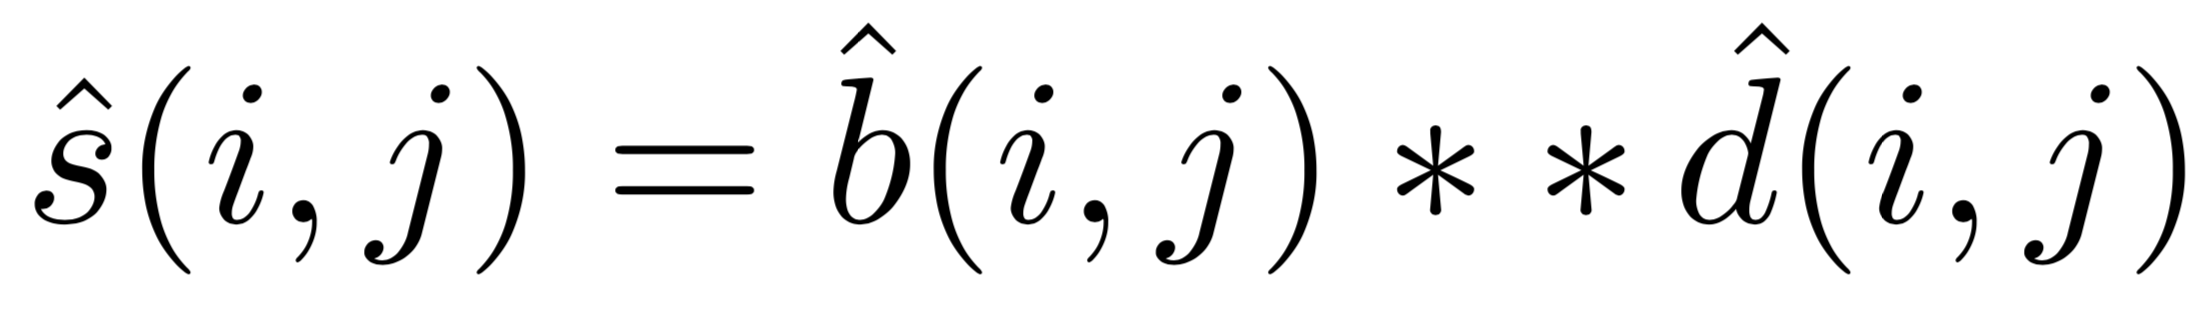 ŝ(i, j) = b̂(i, j) ∗ ∗ d̂(i, j)